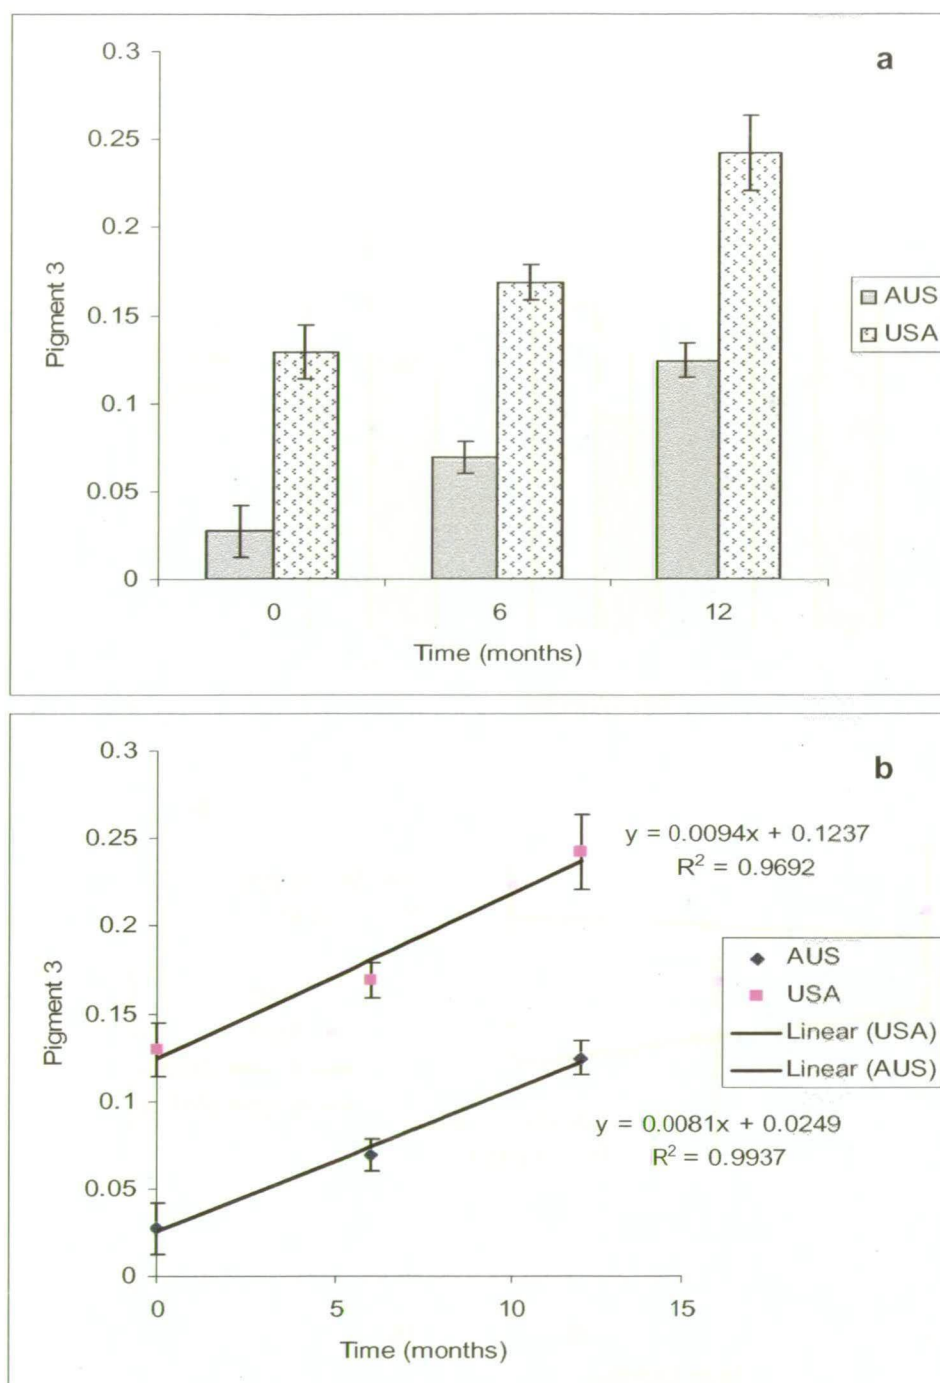 a
0.3
0.25
0.2
0.15
0.1
0.05
0
Pigment 3
0 6 12
Time (months)
AUS
USA
b
0.3
0.25
0.2
0.15
0.1
0.05
0
Pigment 3
0 5 10 15
Time (months)
y = 0.0094x + 0.1237
R² = 0.9692
AUS
USA
Linear (USA)
Linear (AUS)
y = 0.0081x + 0.0249
R² = 0.9937